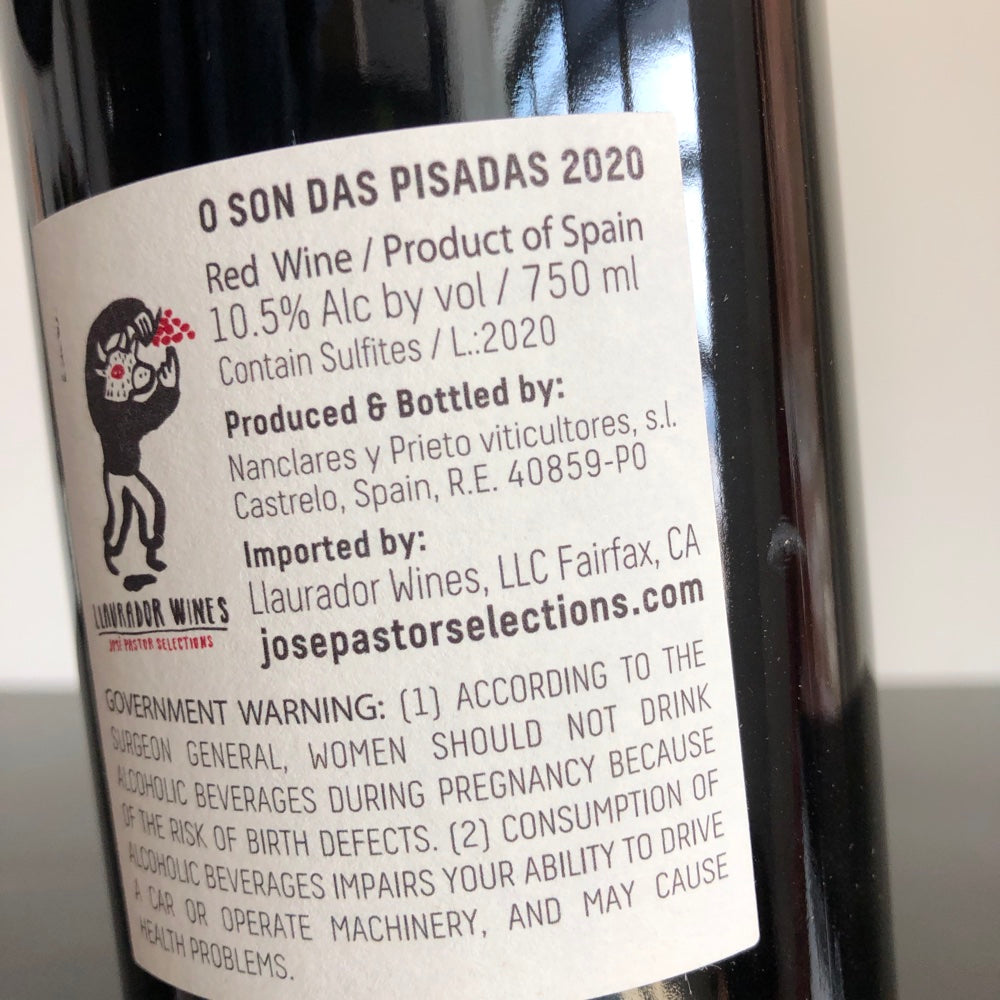 O SON DAS PISADAS 2020
Red Wine / Product of Spain
10.5% Alc by vol / 750 ml
Contain Sulfites / L.:2020
Produced & Bottled by:
Nanclares y Prieto viticultores, s.l.
Castrelo, Spain, R.E. 40859-PO
Imported by:
Llaurador Wines, LLC Fairfax, CA
josepastorselections.com
LLAURADOR WINES
JOSÉ PASTOR SELECTIONS
GOVERNMENT WARNING: (1) ACCORDING TO THE
SURGEON GENERAL, WOMEN SHOULD NOT DRINK
ALCOHOLIC BEVERAGES DURING PREGNANCY BECAUSE
OF THE RISK OF BIRTH DEFECTS. (2) CONSUMPTION OF
ALCOHOLIC BEVERAGES IMPAIRS YOUR ABILITY TO DRIVE
A CAR OR OPERATE MACHINERY, AND MAY CAUSE
HEALTH PROBLEMS.